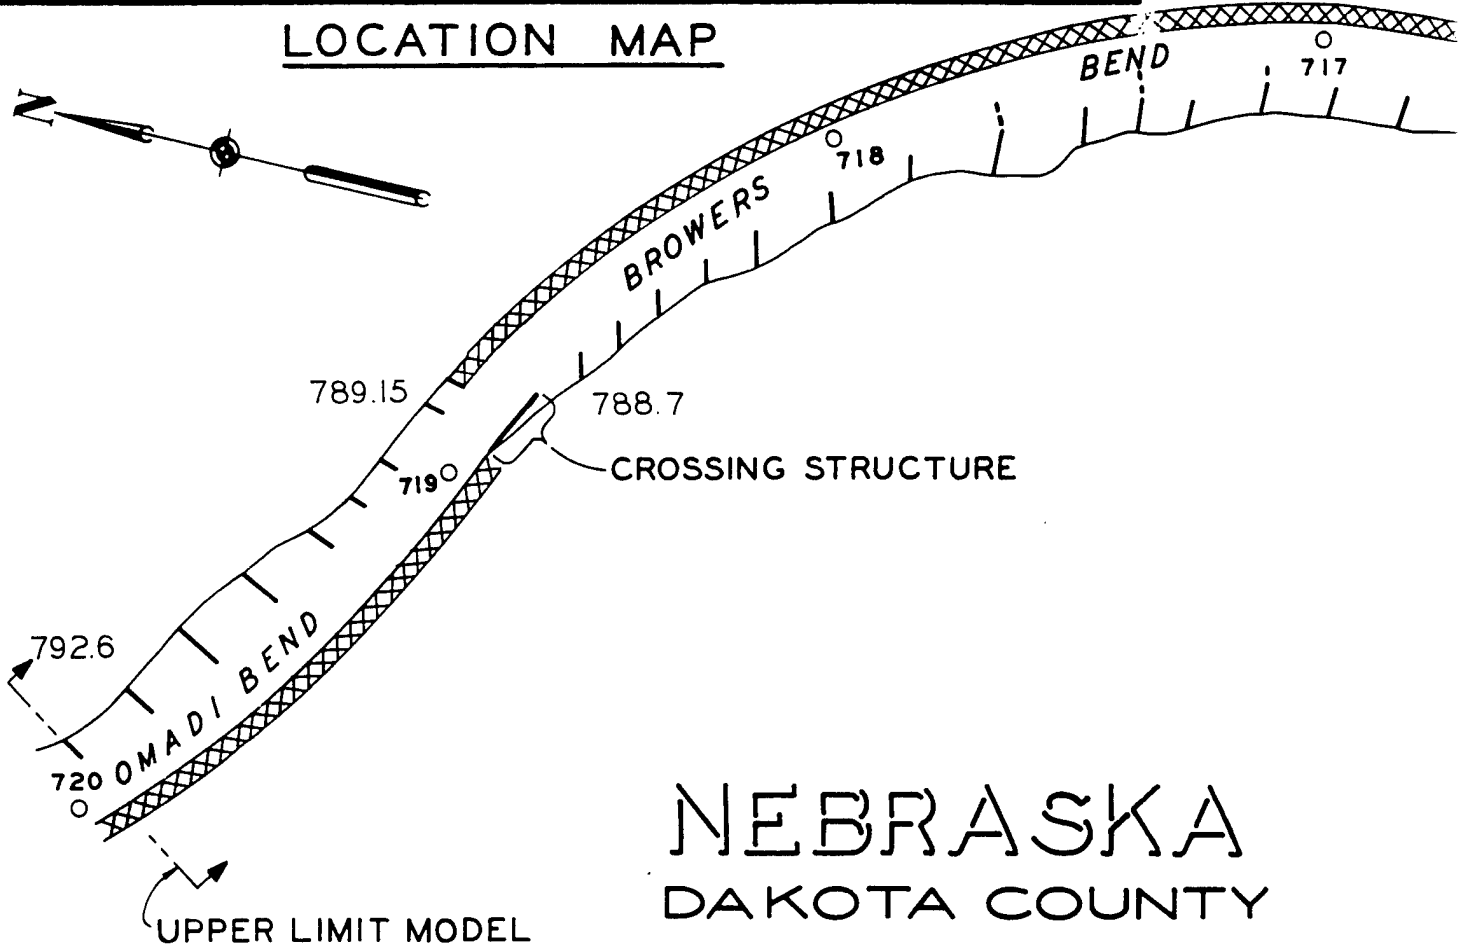 LOCATION MAP
N
BEND
717
718
BROWERS
789.15
788.7
CROSSING STRUCTURE
719
792.6
OMADI BEND
720
NEBRASKA
DAKOTA COUNTY
UPPER LIMIT MODEL